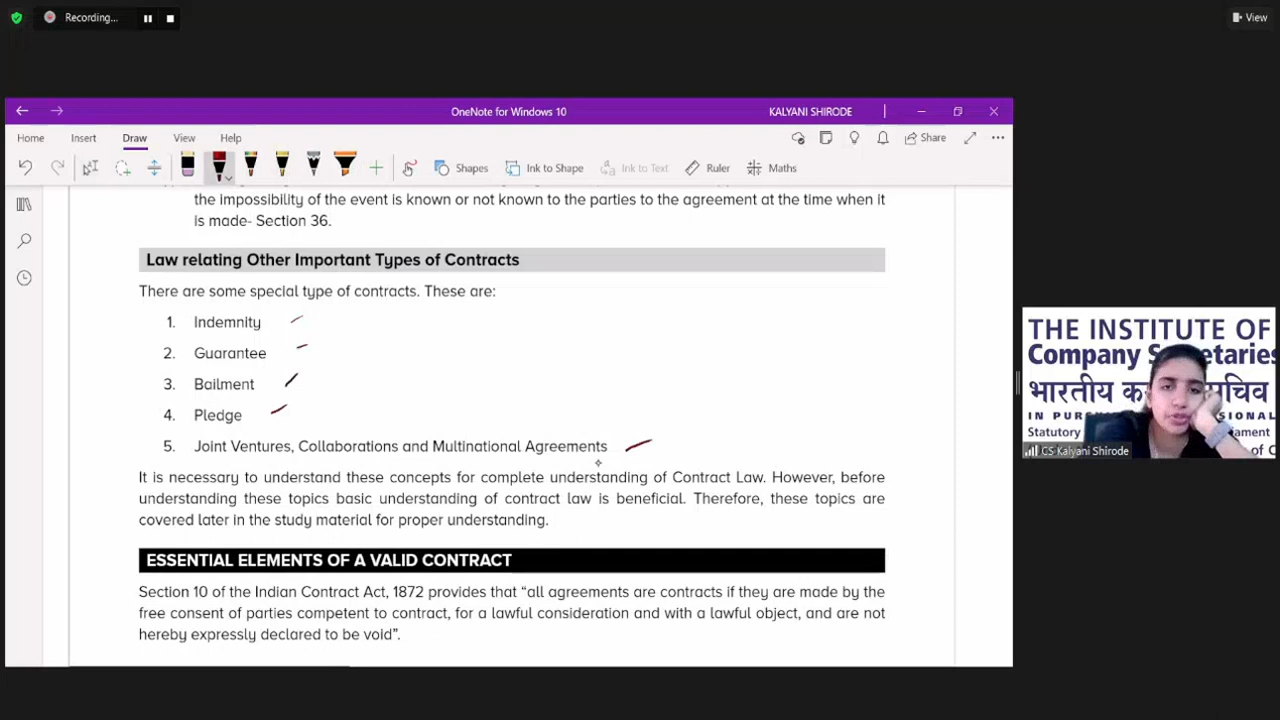 Recording...
View
OneNote for Windows 10
KALYANI SHIRODE
Home
Insert
Draw
View
Help
Share
Shapes
Ink to Shape
Ink to Text
Ruler
Maths
the impossibility of the event is known or not known to the parties to the agreement at the time when it
is made- Section 36.
Law relating Other Important Types of Contracts
There are some special type of contracts. These are:
1. Indemnity
2. Guarantee
3. Bailment
4. Pledge
5. Joint Ventures, Collaborations and Multinational Agreements
It is necessary to understand these concepts for complete understanding of Contract Law. However, before
understanding these topics basic understanding of contract law is beneficial. Therefore, these topics are
covered later in the study material for proper understanding.
ESSENTIAL ELEMENTS OF A VALID CONTRACT
Section 10 of the Indian Contract Act, 1872 provides that “all agreements are contracts if they are made by the
free consent of parties competent to contract, for a lawful consideration and with a lawful object, and are not
hereby expressly declared to be void”.
THE INSTITUTE OF
Company Secretaries
भारतीय
IN
Statutory
CS Kalyani Shirode